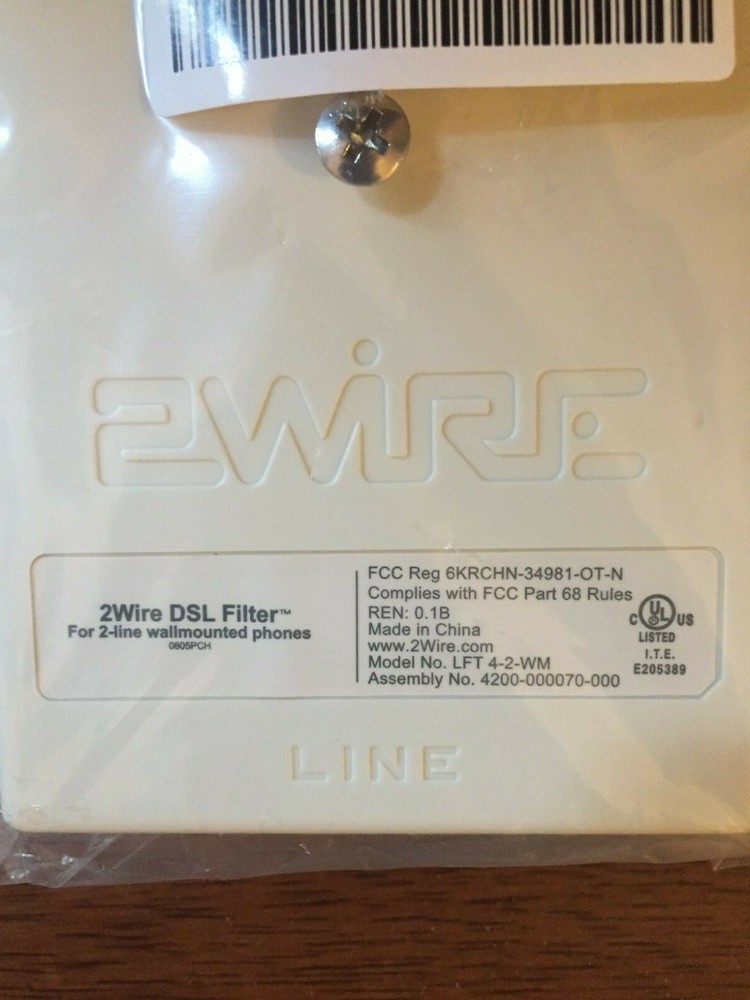 2WiRE
2Wire DSL Filter™
For 2-line wallmounted phones
0805PCH
FCC Reg 6KRCHN-34981-OT-N
Complies with FCC Part 68 Rules
REN: 0.1B
Made in China
www.2Wire.com
Model No. LFT 4-2-WM
Assembly No. 4200-000070-000
C UL US
LISTED
I.T.E.
E205389
LINE